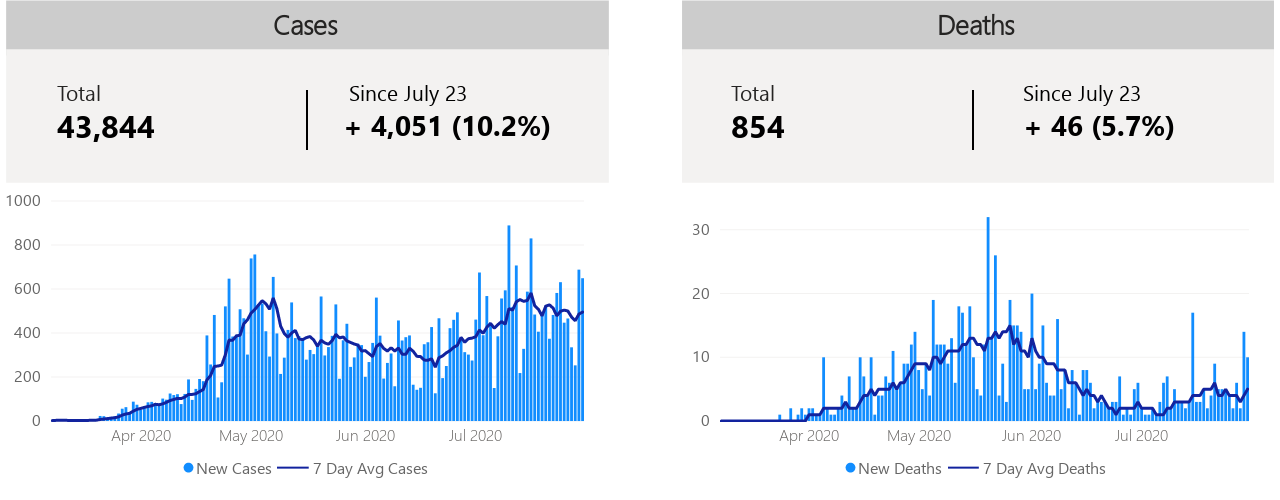 Cases
Total
Since July 23
43,844
+ 4,051 (10.2%)
1000
800
600
400
200
0
Apr 2020 May 2020 Jun 2020 Jul 2020
New Cases 7 Day Avg Cases
Deaths
Total
Since July 23
854
+ 46 (5.7%)
30
20
10
0
Apr 2020 May 2020 Jun 2020 Jul 2020
New Deaths 7 Day Avg Deaths